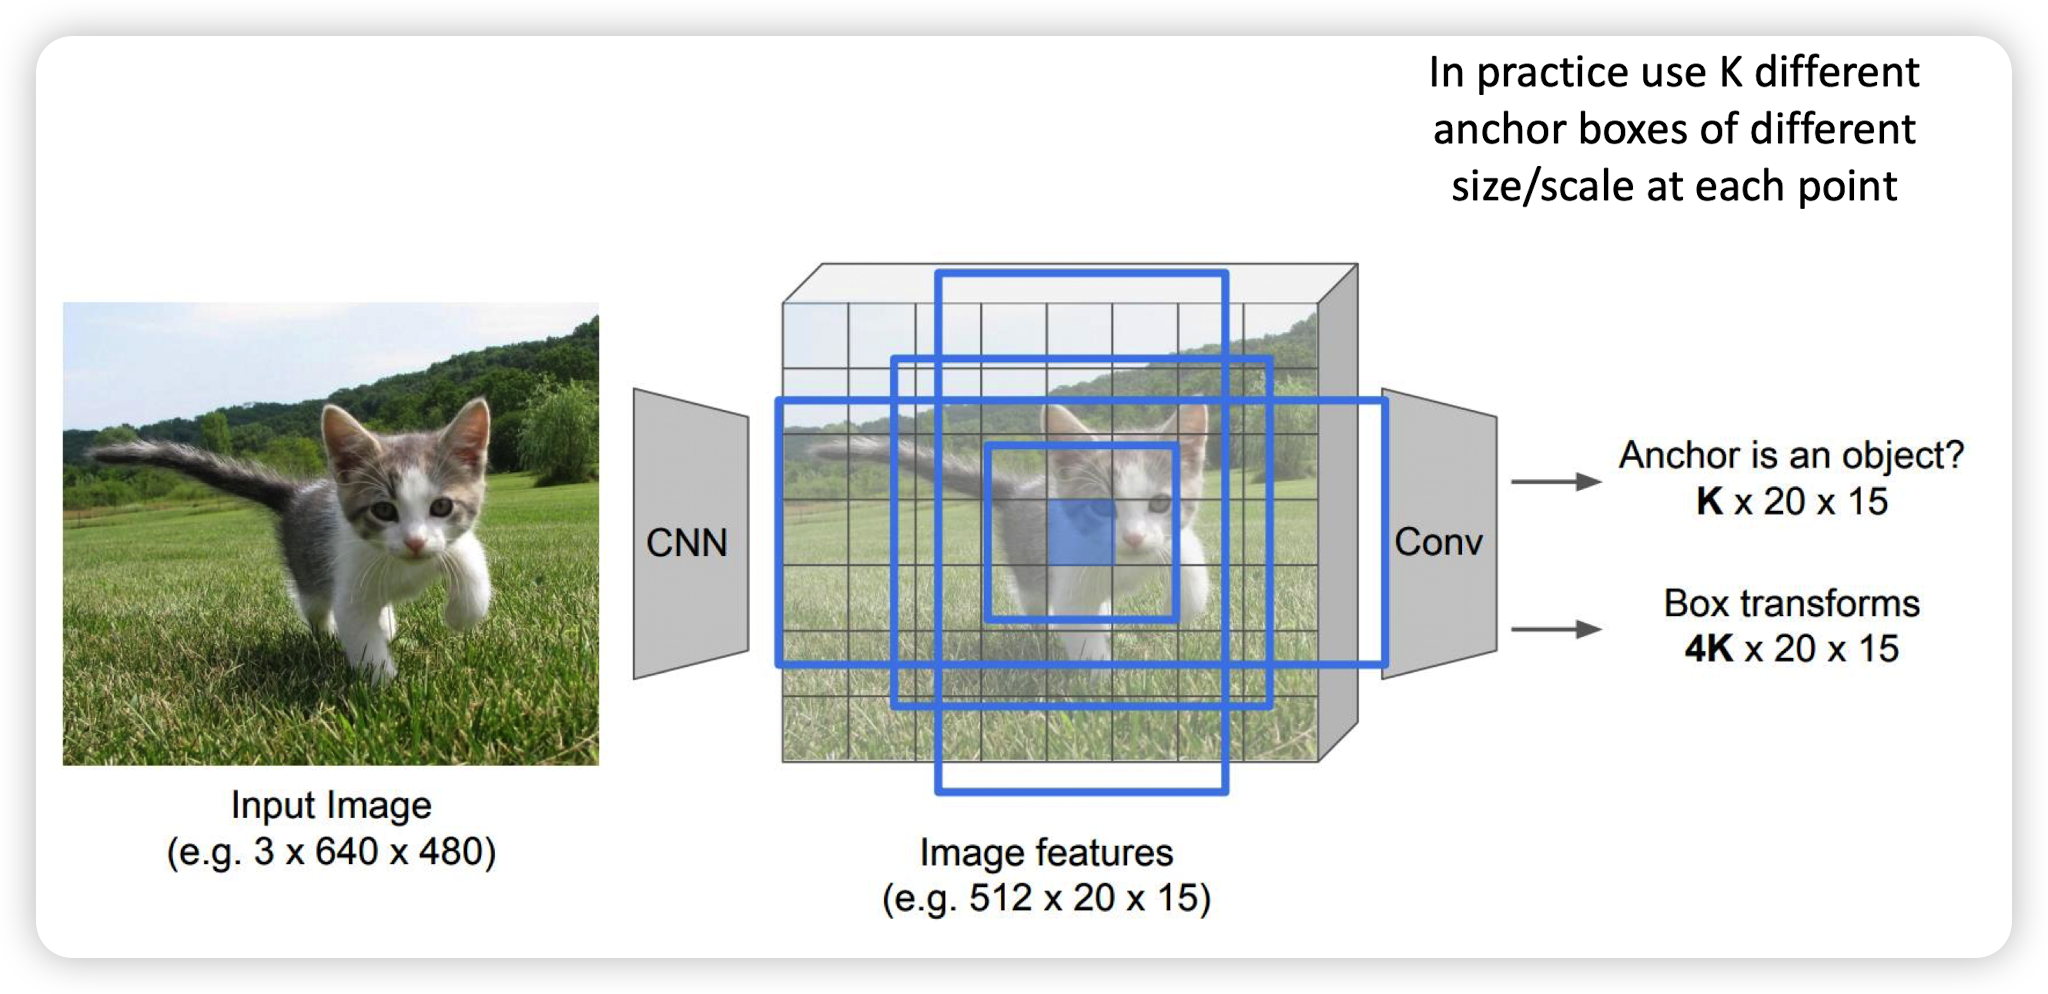 In practice use K different
anchor boxes of different
size/scale at each point
CNN
Conv
Anchor is an object?
K x 20 x 15
Box transforms
4K x 20 x 15
Input Image
(e.g. 3 x 640 x 480)
Image features
(e.g. 512 x 20 x 15)